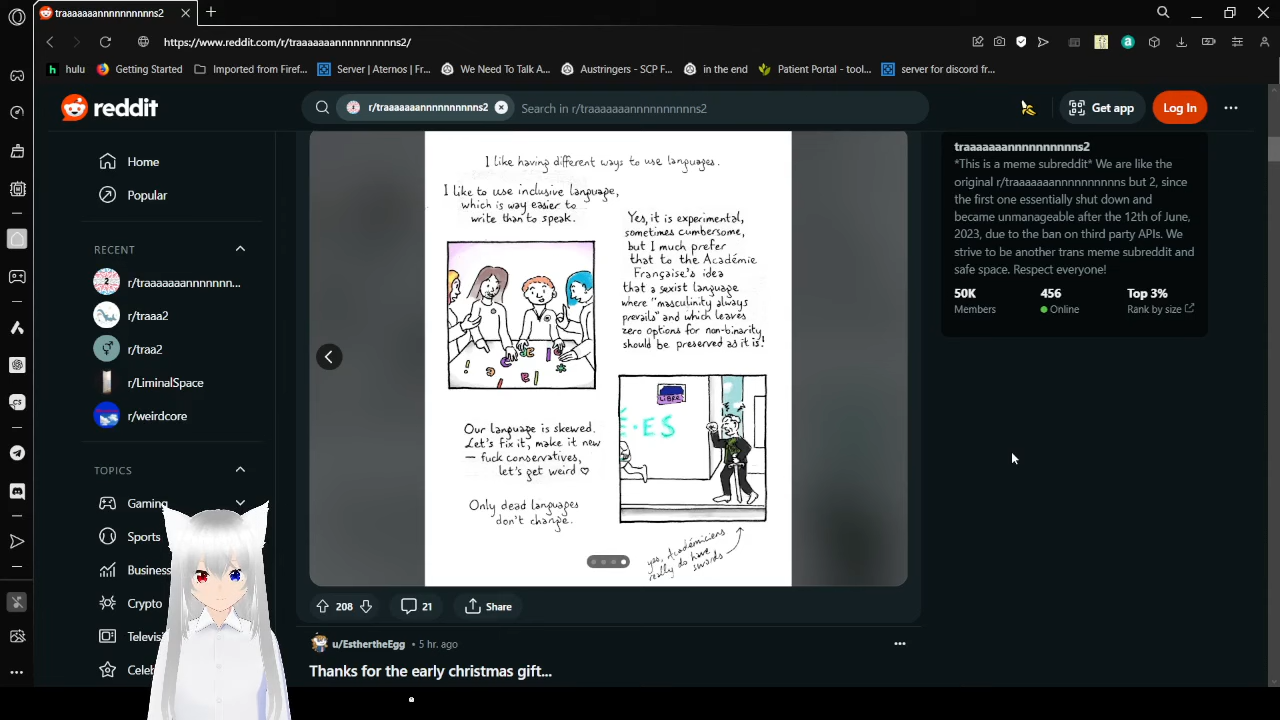 traaaaaaannnnnnnnnns2
https://www.reddit.com/r/traaaaaaannnnnnnnnns2/
hulu
Getting Started
Imported from Firef...
Server | Aternos | Fr...
We Need To Talk A...
Austringers - SCP F...
in the end
Patient Portal - tool...
server for discord fr...
reddit
r/traaaaaaannnnnnnnnns2
Search in r/traaaaaaannnnnnnnnns2
Get app
Log In
Home
Popular
RECENT
r/traaaaaaannnnnnn...
r/traaa2
r/traa2
r/LiminalSpace
r/weirdcore
TOPICS
Gaming
Sports
Business
Crypto
Televisi
Celeb
I like having different ways to use languages.
I like to use inclusive language,
which is way easier to
write than to speak.
Yes, it is experimental,
sometimes cumbersome,
but I much prefer
that to the Académie
Française's idea
that a sexist language
where "masculinity always
prevails" and which leaves
zero options for non-binarity
should be preserved as it is!
LIBRE
É·ES
Our language is skewed.
Let's fix it, make it new
— fuck conservatives,
let's get weird ♡
Only dead languages
don't change.
yes, Académiciens
really do have
swords
208
21
Share
u/EsthertheEgg • 5 hr. ago
Thanks for the early christmas gift...
traaaaaaannnnnnnnnns2
*This is a meme subreddit* We are like the
original r/traaaaaaannnnnnnnnns but 2, since
the first one essentially shut down and
became unmanageable after the 12th of June,
2023, due to the ban on third party APIs. We
strive to be another trans meme subreddit and
safe space. Respect everyone!
50K
Members
456
Online
Top 3%
Rank by size